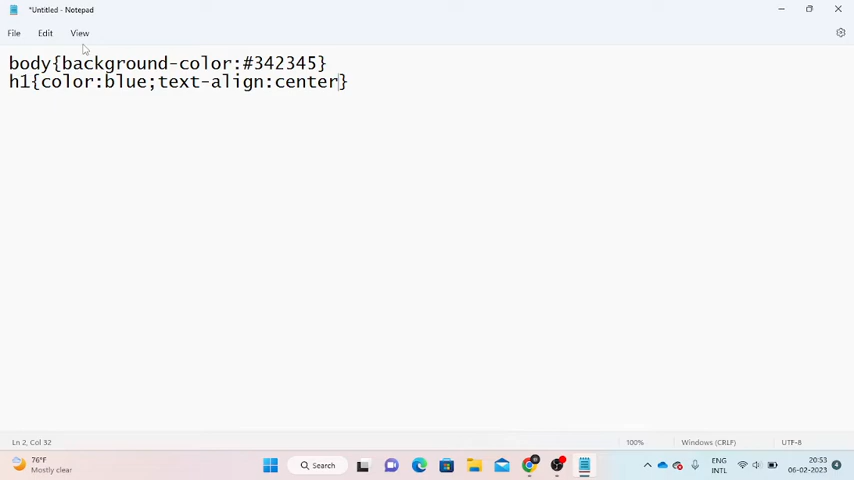 *Untitled - Notepad
File Edit View
body{background-color:#342345}
h1{color:blue;text-align:center}
Ln 2, Col 32 100% Windows (CRLF) UTF-8
76°F
Mostly clear
Search
ENG
INTL
20:53
06-02-2023
4